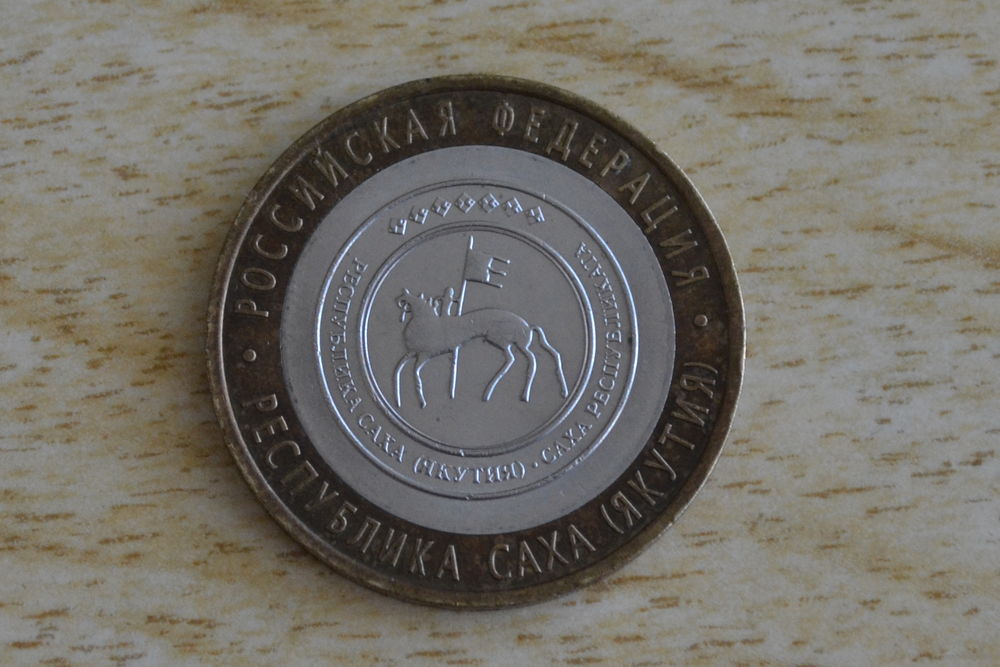 РОССИЙСКАЯ ФЕДЕРАЦИЯ
РЕСПУБЛИКА САХА (ЯКУТИЯ)
РЕСПУБЛИКА САХА (ЯКУТИЯ) • САХА РЕСПУБЛИКАТА